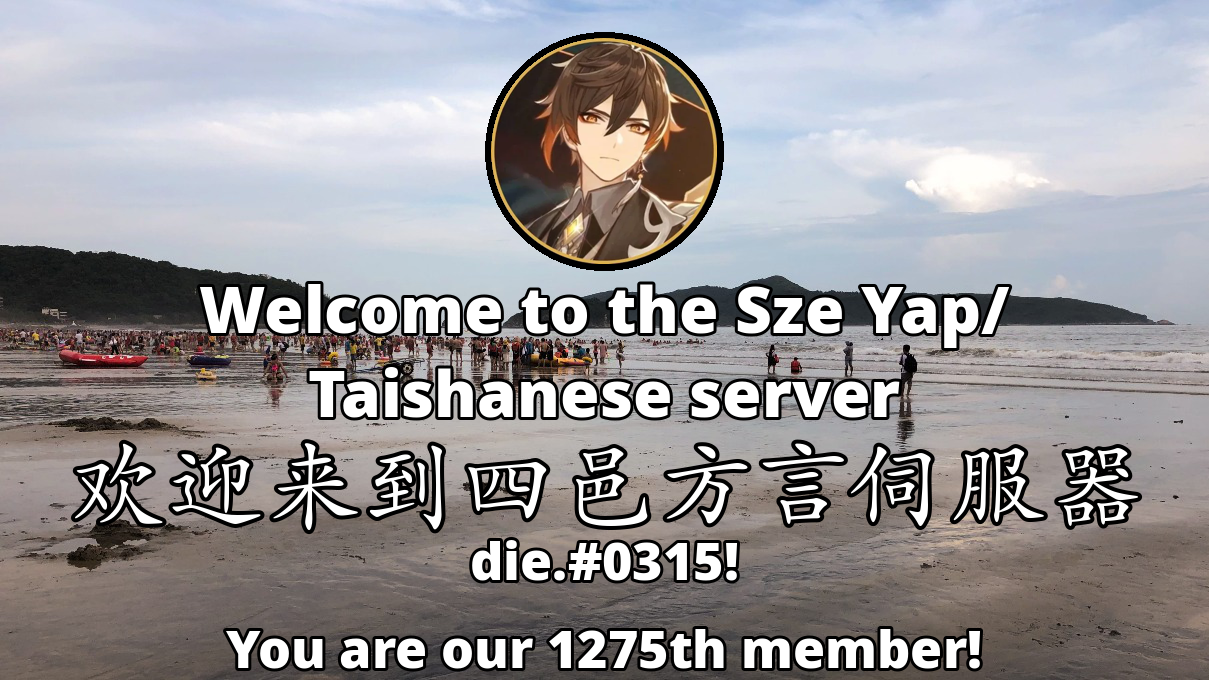 Welcome to the Sze Yap/
Taishanese server
欢迎来到四邑方言伺服器
die.#0315!
You are our 1275th member!